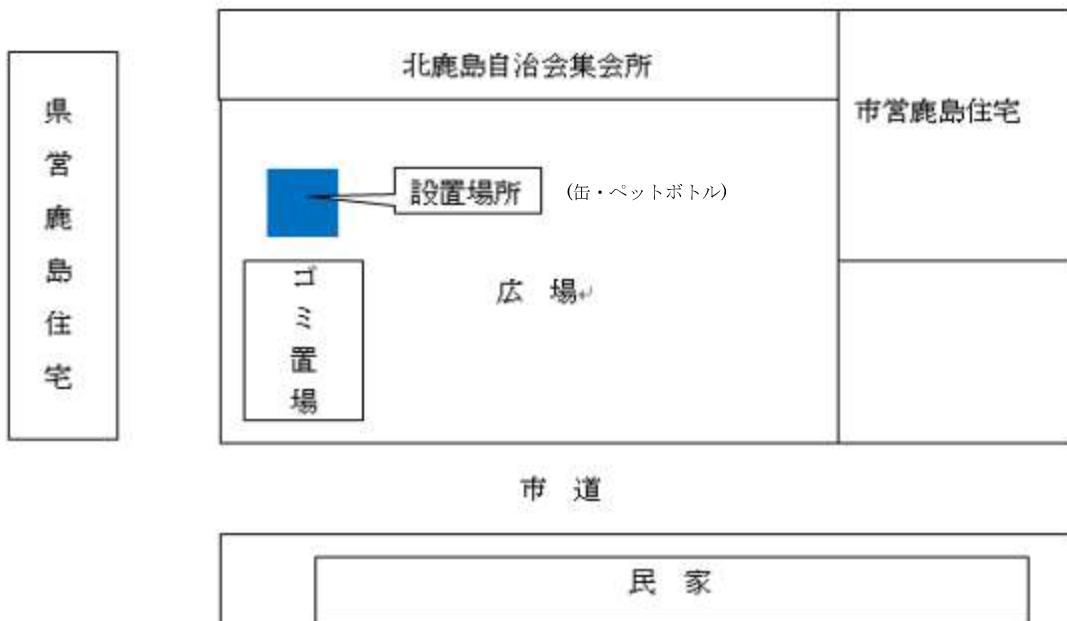 北鹿島自治会集会所
県営鹿島住宅
市営鹿島住宅
設置場所
(缶・ペットボトル)
ゴミ置場
広 場
市 道
民 家